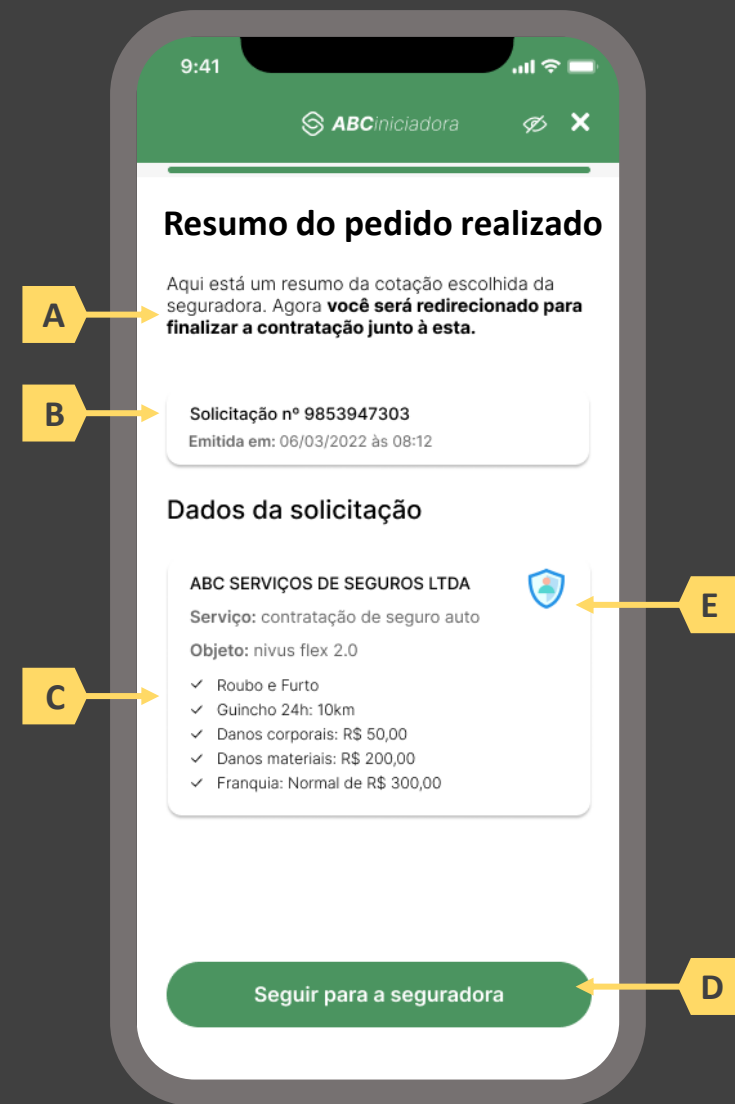 9:41
ABCiniciadora
Resumo do pedido realizado
Aqui está um resumo da cotação escolhida da
seguradora. Agora você será redirecionado para
finalizar a contratação junto à esta.
A
B
Solicitação nº 9853947303
Emitida em: 06/03/2022 às 08:12
Dados da solicitação
ABC SERVIÇOS DE SEGUROS LTDA
E
Serviço: contratação de seguro auto
Objeto: nivus flex 2.0
C
Roubo e Furto
Guincho 24h: 10km
Danos corporais: R$ 50,00
Danos materiais: R$ 200,00
Franquia: Normal de R$ 300,00
Seguir para a seguradora
D